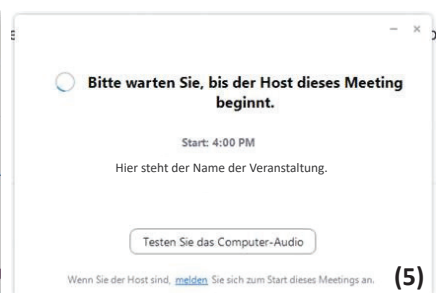 Bitte warten Sie, bis der Host dieses Meeting
beginnt.
Start: 4:00 PM
Hier steht der Name der Veranstaltung.
Testen Sie das Computer-Audio
Wenn Sie der Host sind, melden Sie sich zum Start dieses Meetings an.
(5)